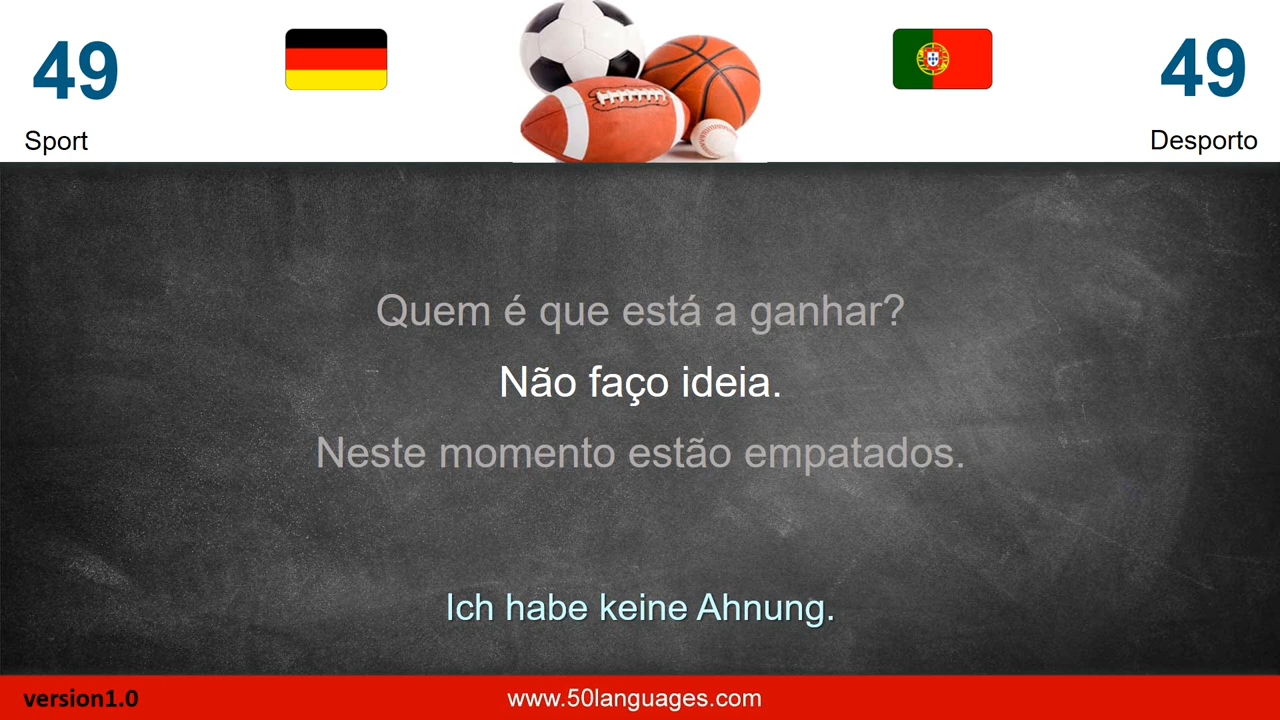 49
49
Sport
Desporto
Quem é que está a ganhar?
Não faço ideia.
Neste momento estão empatados.
Ich habe keine Ahnung.
version1.0
www.50languages.com